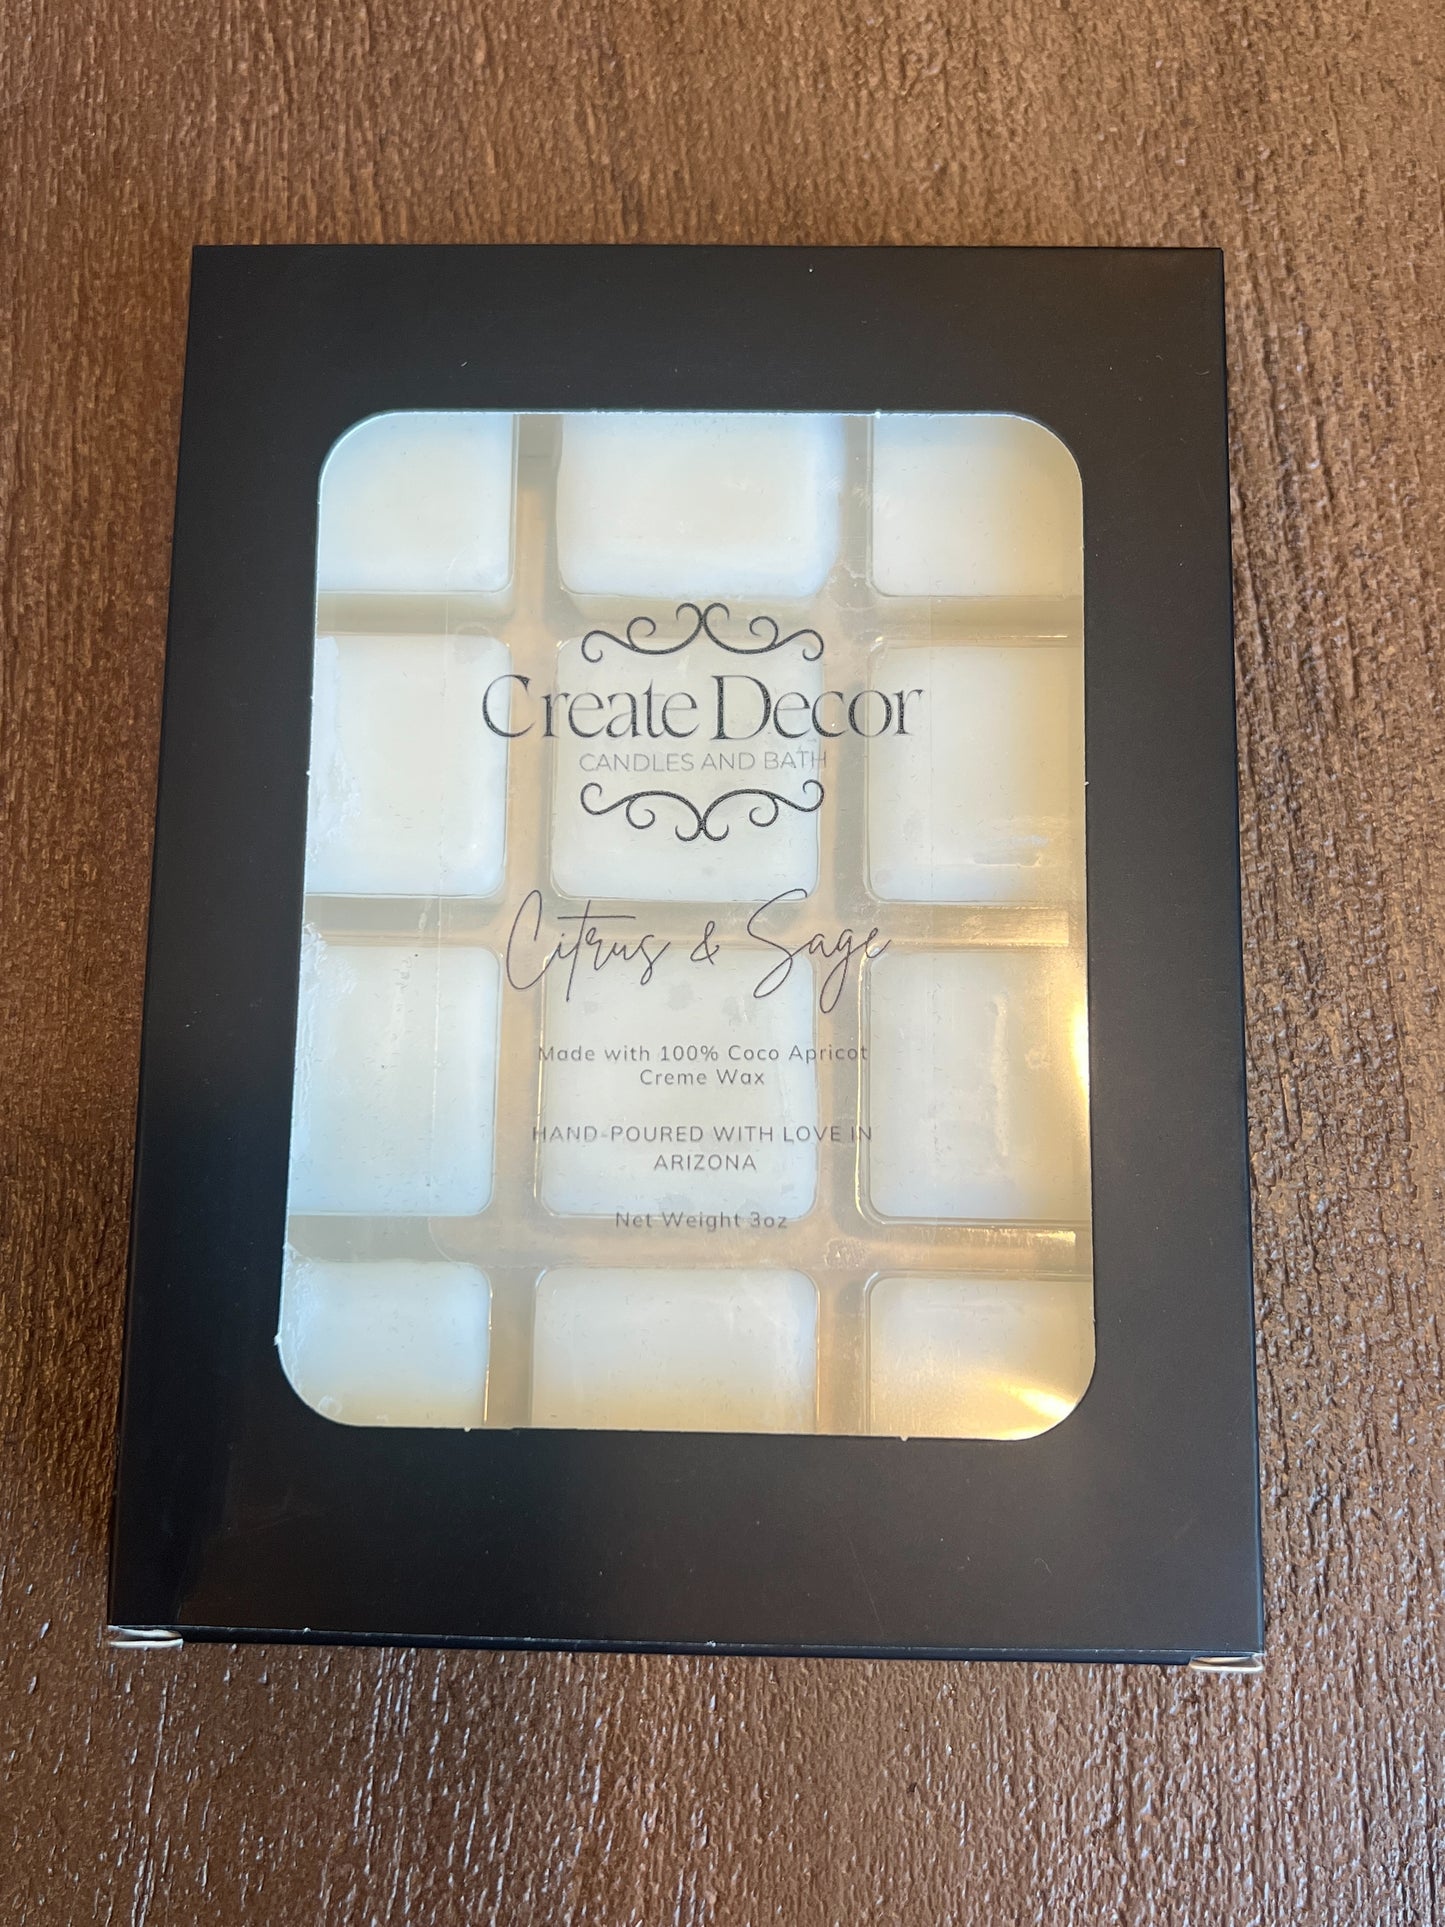 Create Decor
CANDLES AND BATH
Citrus & Sage
Made with 100% Coco Apricot
Creme Wax
HAND-POURED WITH LOVE IN
ARIZONA
Net Weight 3oz